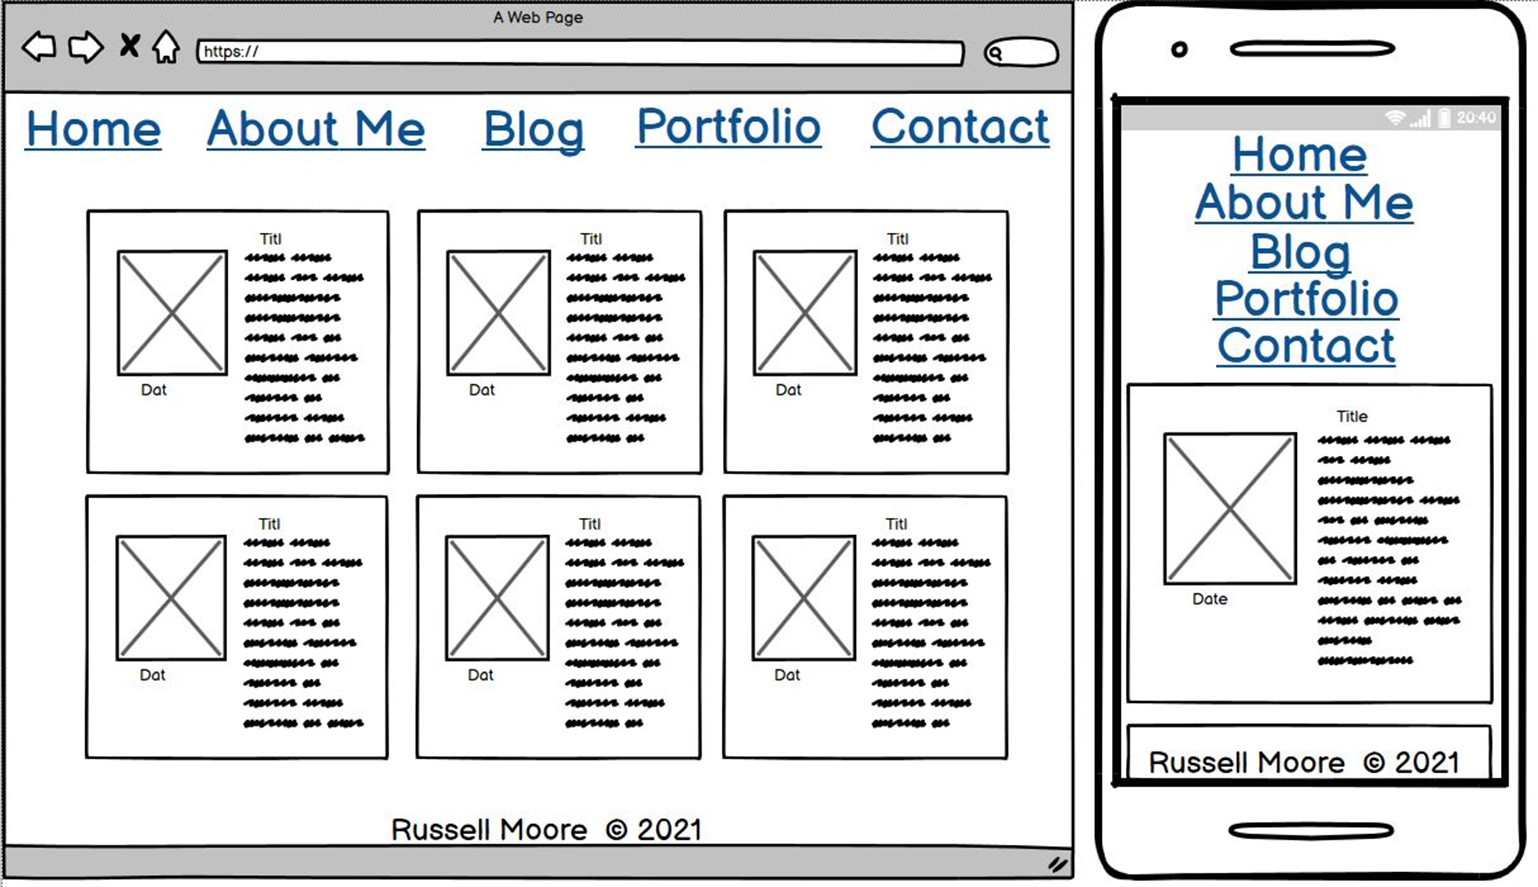 A Web Page
https://
Home About Me Blog Portfolio Contact
Titl Titl Titl
Dat Dat Dat
Titl Titl Titl
Dat Dat Dat
Russell Moore © 2021
20:40
Home
About Me
Blog
Portfolio
Contact
Title
Date
Russell Moore © 2021